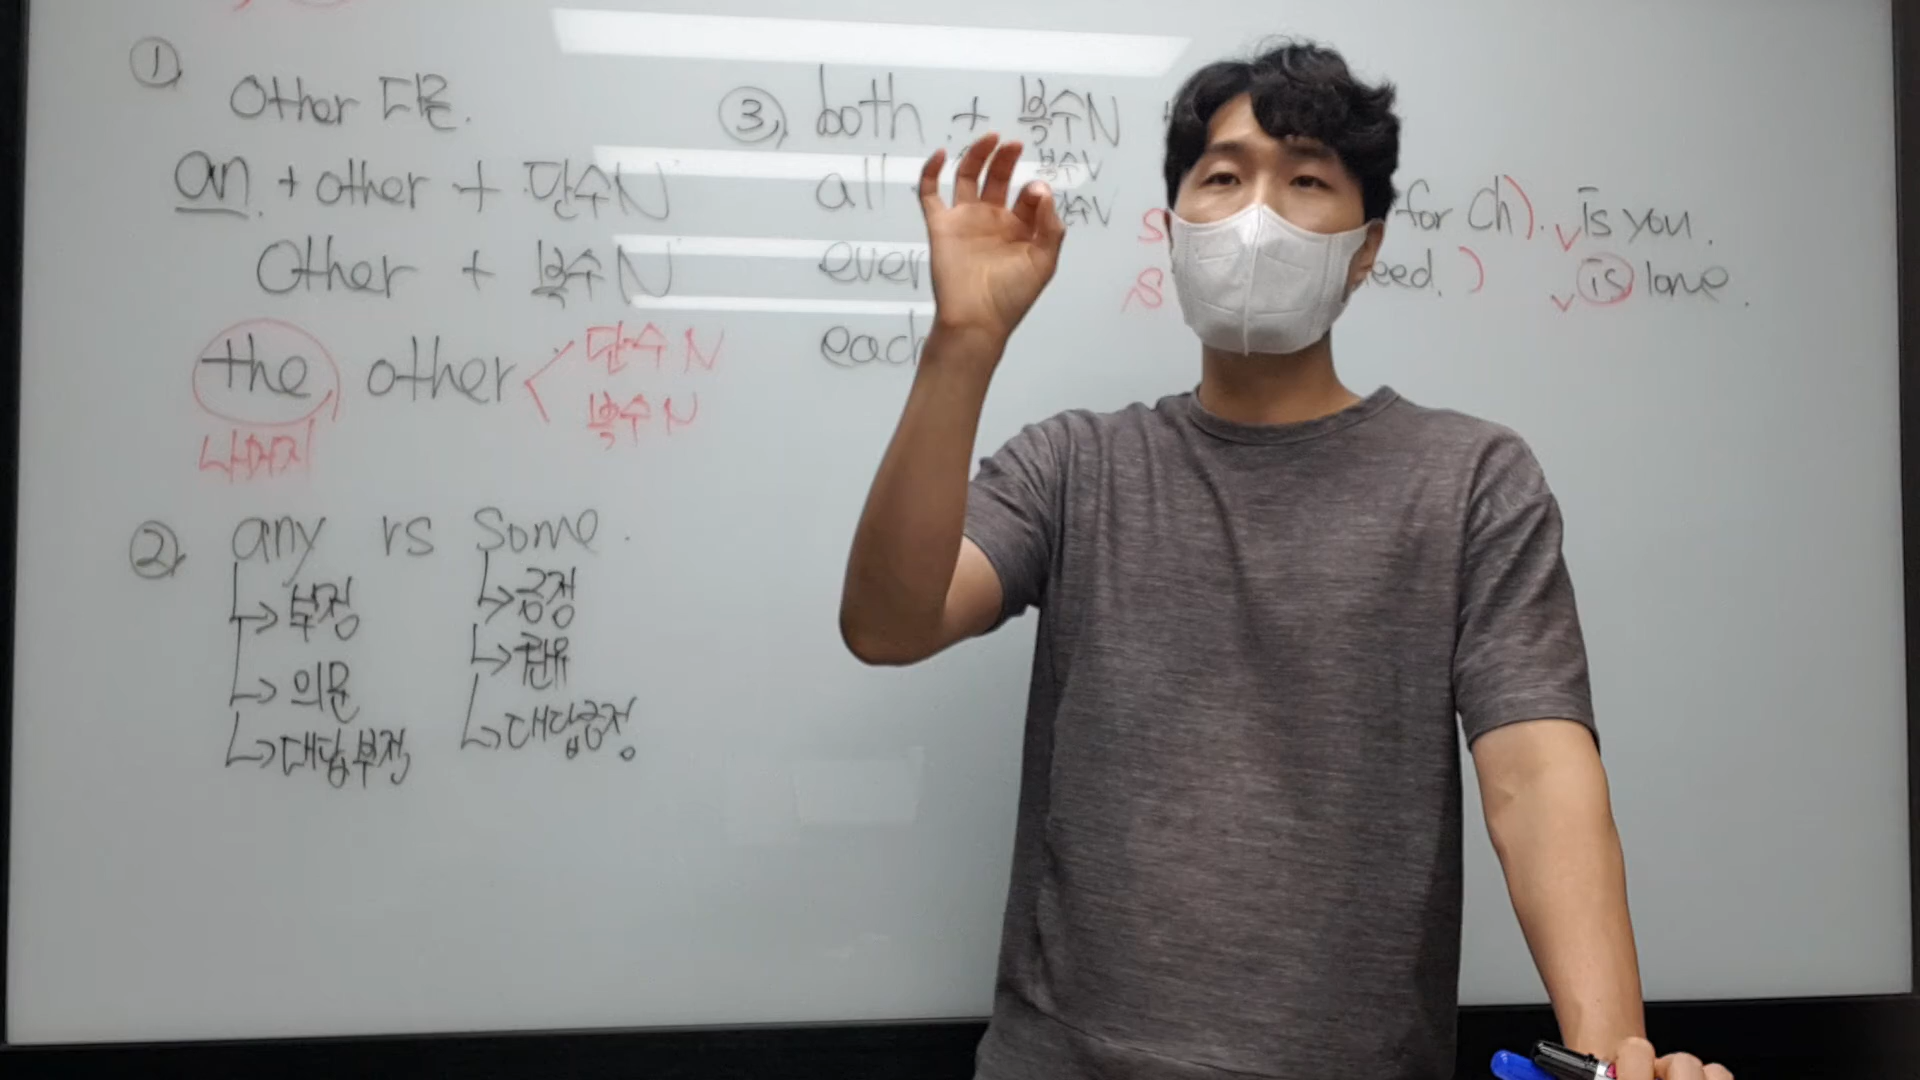 ①
Other 다른.
an + other + 단수N
Other + 복수N
the other < 단수 N
복수 N
나머지
② any vs some.
→ 부정
→ 의문
→ 대답부정
→ 긍정
→ 권유
→ 대답긍정
③ both + 복수N
all
복수V
단수V
ever
each
S for ch). is you.
S eed.) is lone.